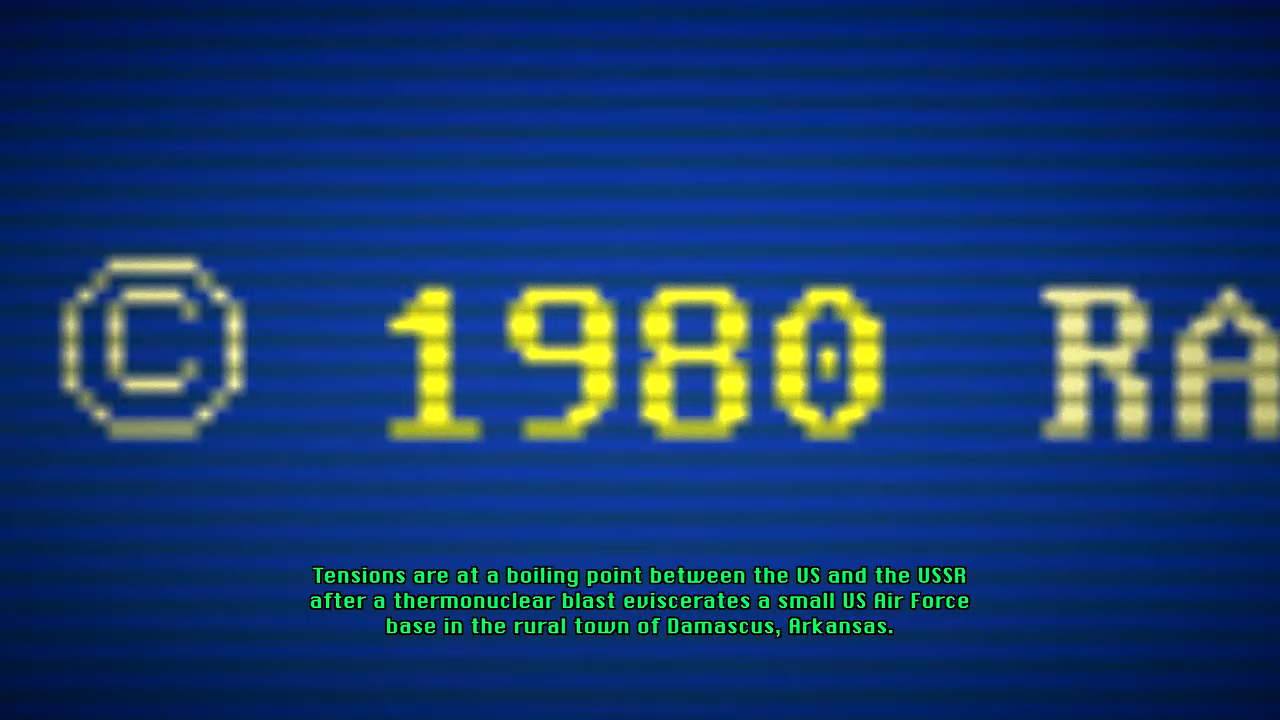 © 1980 RA
Tensions are at a boiling point between the US and the USSR
after a thermonuclear blast eviscerates a small US Air Force
base in the rural town of Damascus, Arkansas.